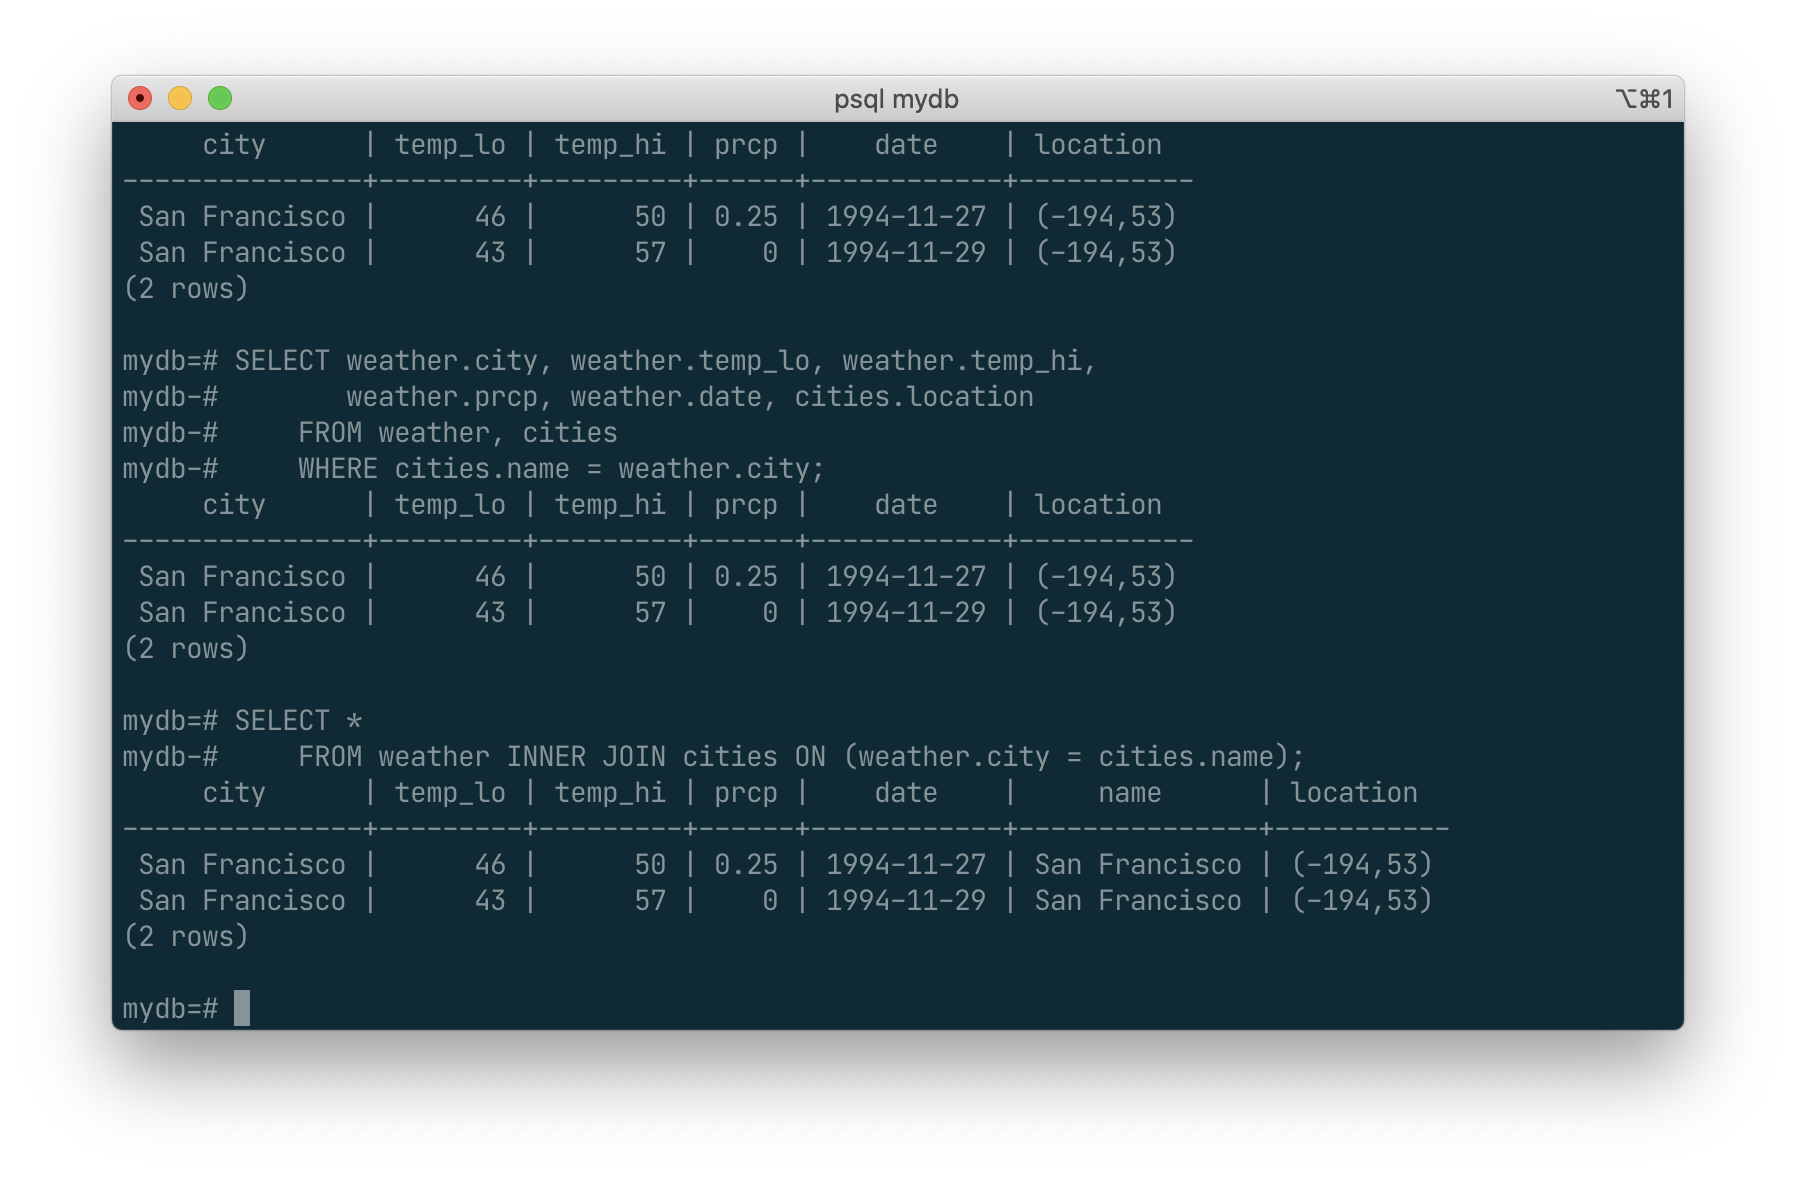 psql mydb ⌥⌘1
     city      | temp_lo | temp_hi | prcp |    date    | location
---------------+---------+---------+------+------------+-----------
 San Francisco |      46 |      50 | 0.25 | 1994-11-27 | (-194,53)
 San Francisco |      43 |      57 |    0 | 1994-11-29 | (-194,53)
(2 rows)

mydb=# SELECT weather.city, weather.temp_lo, weather.temp_hi,
mydb-#        weather.prcp, weather.date, cities.location
mydb-#     FROM weather, cities
mydb-#     WHERE cities.name = weather.city;
     city      | temp_lo | temp_hi | prcp |    date    | location
---------------+---------+---------+------+------------+-----------
 San Francisco |      46 |      50 | 0.25 | 1994-11-27 | (-194,53)
 San Francisco |      43 |      57 |    0 | 1994-11-29 | (-194,53)
(2 rows)

mydb=# SELECT *
mydb-#     FROM weather INNER JOIN cities ON (weather.city = cities.name);
     city      | temp_lo | temp_hi | prcp |    date    |     name      | location
---------------+---------+---------+------+------------+---------------+-----------
 San Francisco |      46 |      50 | 0.25 | 1994-11-27 | San Francisco | (-194,53)
 San Francisco |      43 |      57 |    0 | 1994-11-29 | San Francisco | (-194,53)
(2 rows)

mydb=#